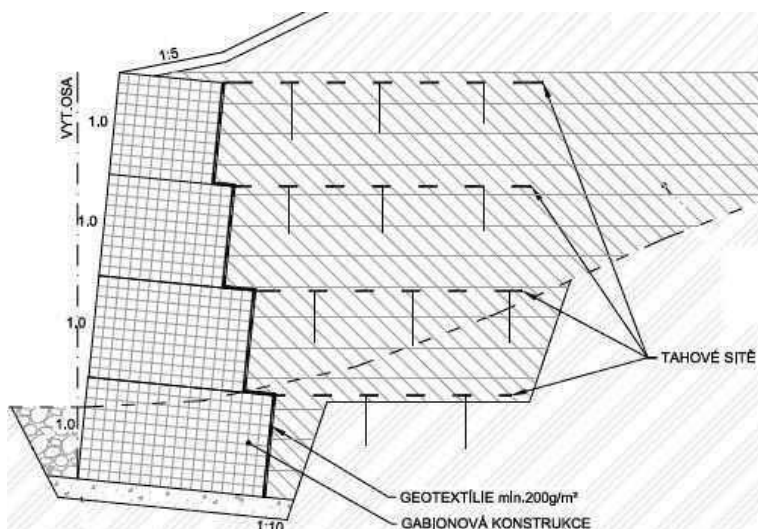 1:5
VYT.OSA
1.0
1.0
1.0
TAHOVÉ SITĚ
1.0
GEOTEXTÍLIE min.200g/m²
1:10
GABIONOVÁ KONSTRUKCE